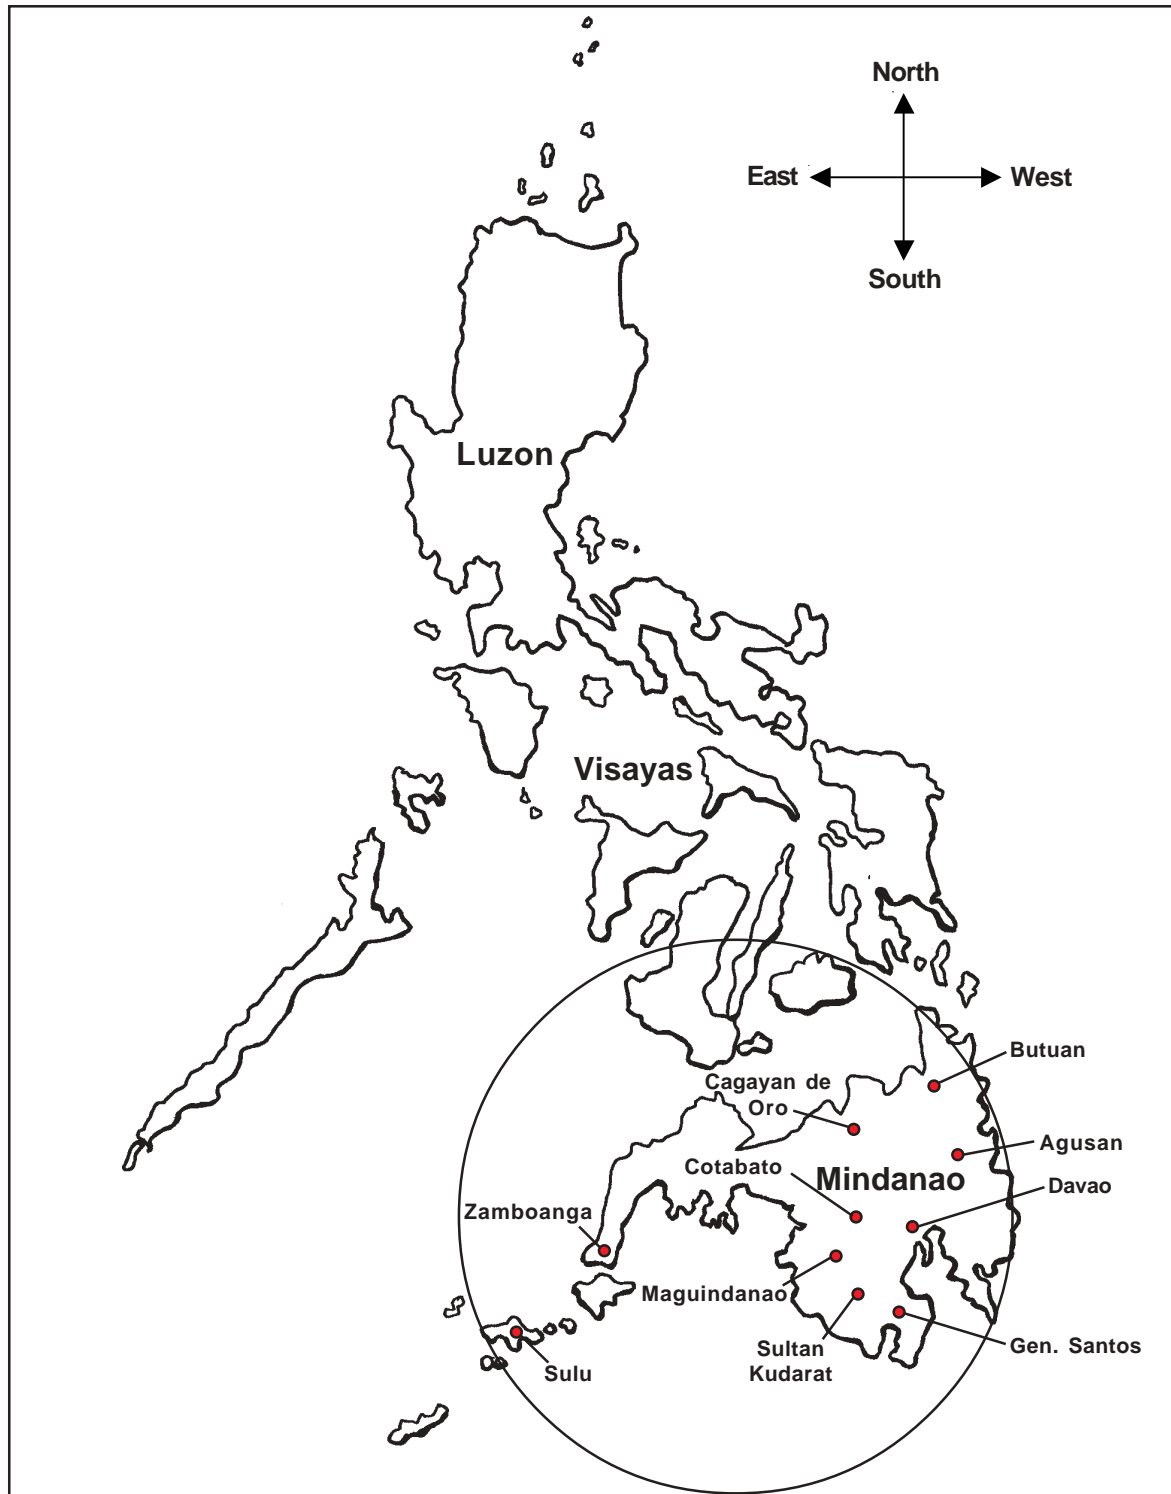 North
East
West
South
Luzon
Visayas
Butuan
Cagayan de
Oro
Agusan
Cotabato
Mindanao
Davao
Zamboanga
Maguindanao
Sultan
Kudarat
Gen. Santos
Sulu